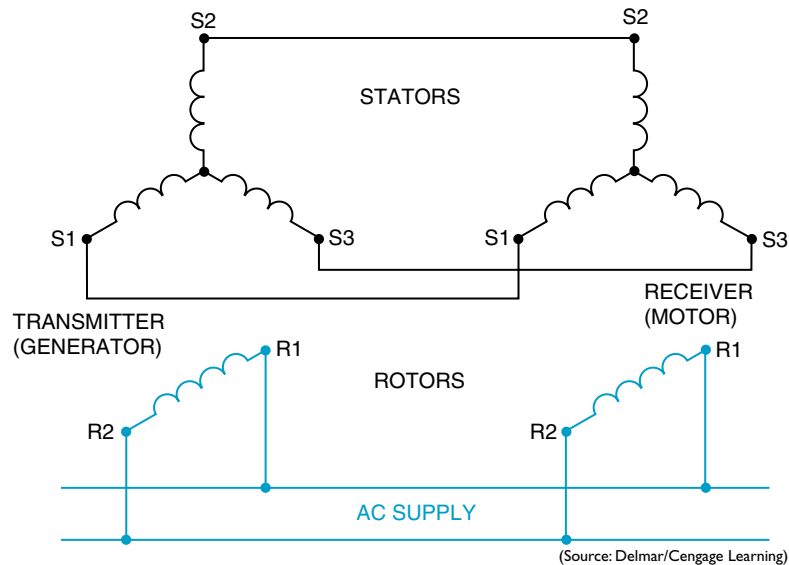 S2
S2
STATORS
S1
S3
S1
S3
TRANSMITTER
(GENERATOR)
RECEIVER
(MOTOR)
R1
ROTORS
R1
R2
R2
AC SUPPLY
(Source: Delmar/Cengage Learning)